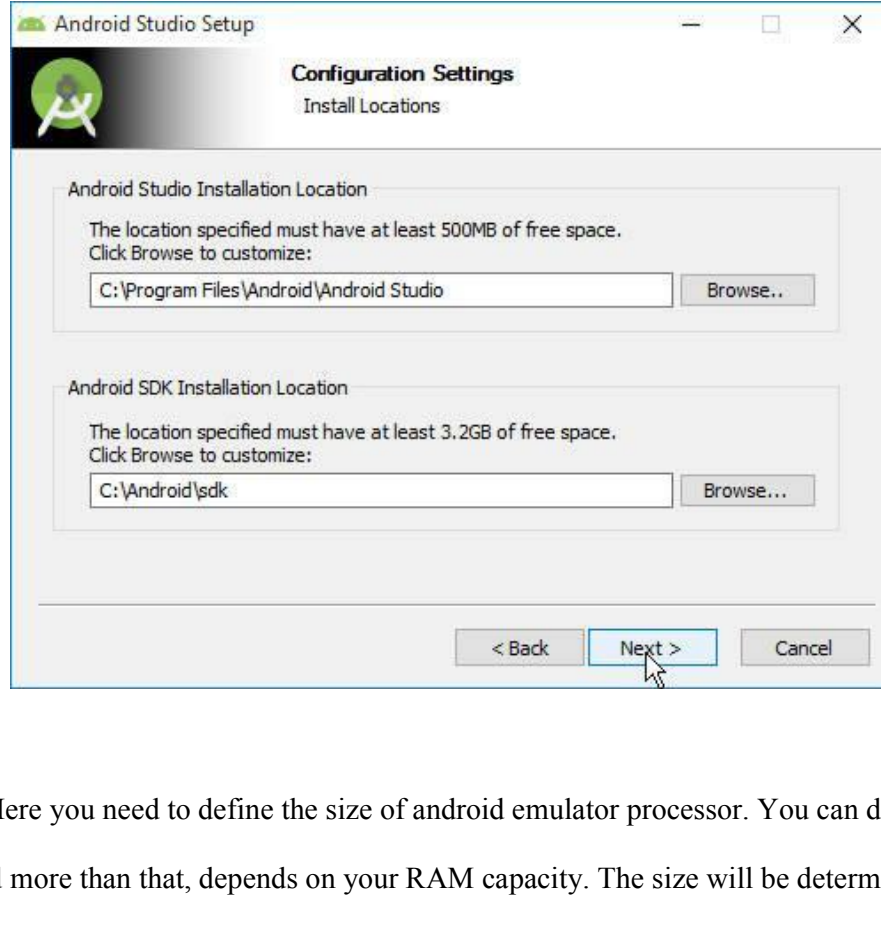 Android Studio Setup
Configuration Settings
Install Locations
Android Studio Installation Location
The location specified must have at least 500MB of free space.
Click Browse to customize:
C:\Program Files\Android\Android Studio
Browse..
Android SDK Installation Location
The location specified must have at least 3.2GB of free space.
Click Browse to customize:
C:\Android\sdk
Browse...
< Back
Next >
Cancel
Here you need to define the size of android emulator processor. You can
more than that, depends on your RAM capacity. The size will be